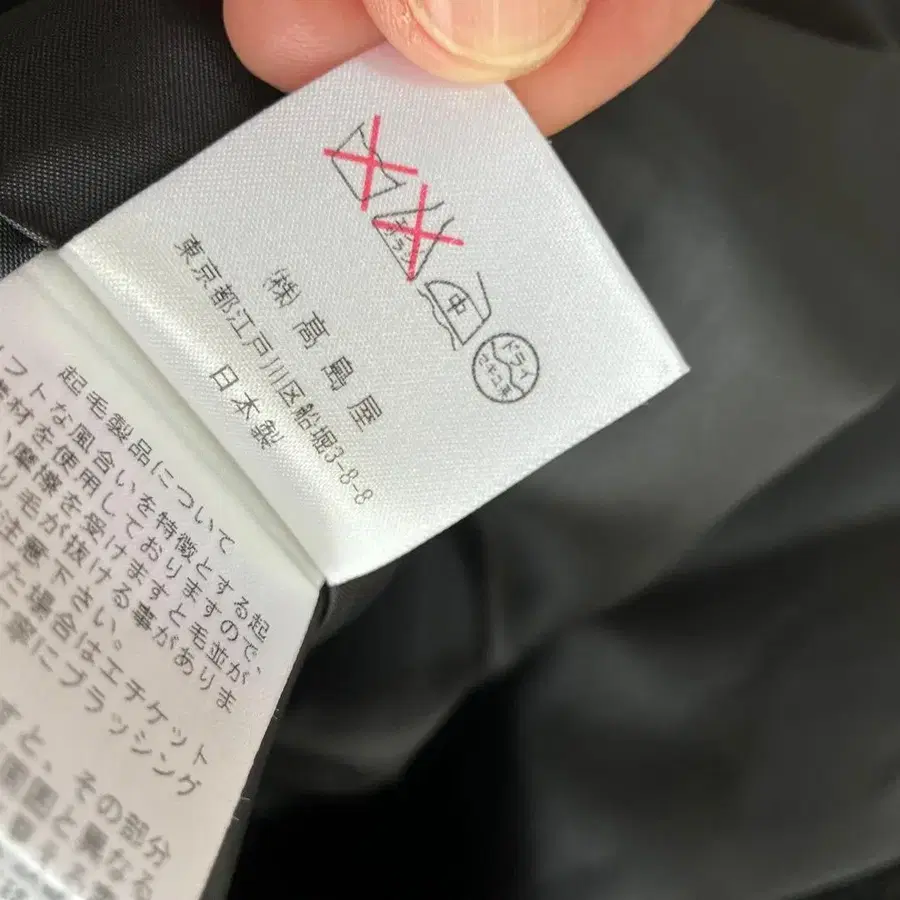 中
ドライ
セキユ系
(株)高島屋
東京都江戸川区船堀3-8-8
日本製
起毛製品について
ソフトな風合いを特徴とする起
素材を使用しておりますので、
い摩擦を受けますと毛並が
り毛が抜ける事がありま
注意下さい。
た場合はエチケット
寧にブラッシング
すと、その部分
囲と異なる